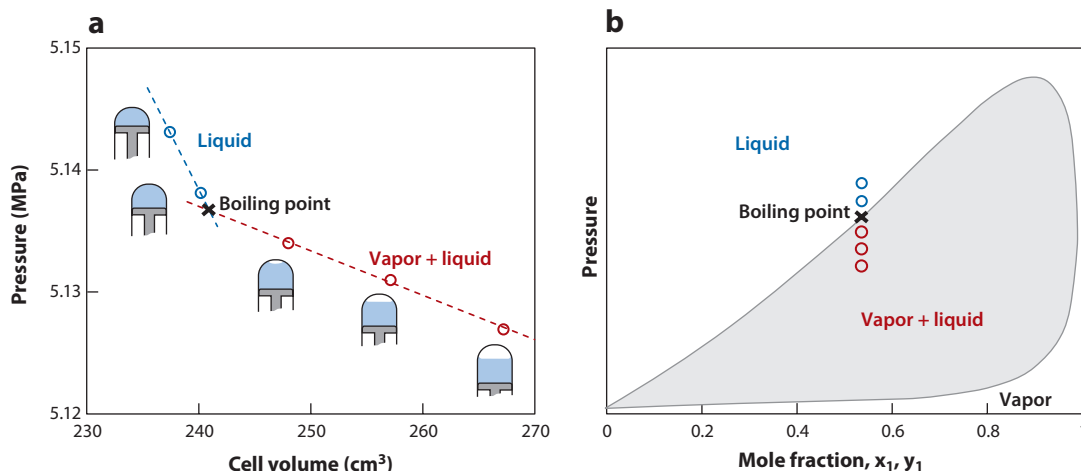 a
5.15
5.14
5.13
5.12
Pressure (MPa)
Liquid
Boiling point
Vapor + liquid
230
240
250
260
270
Cell volume (cm³)
b
Pressure
Liquid
Boiling point
Vapor + liquid
Vapor
0
0.2
0.4
0.6
0.8
Mole fraction, x₁, y₁